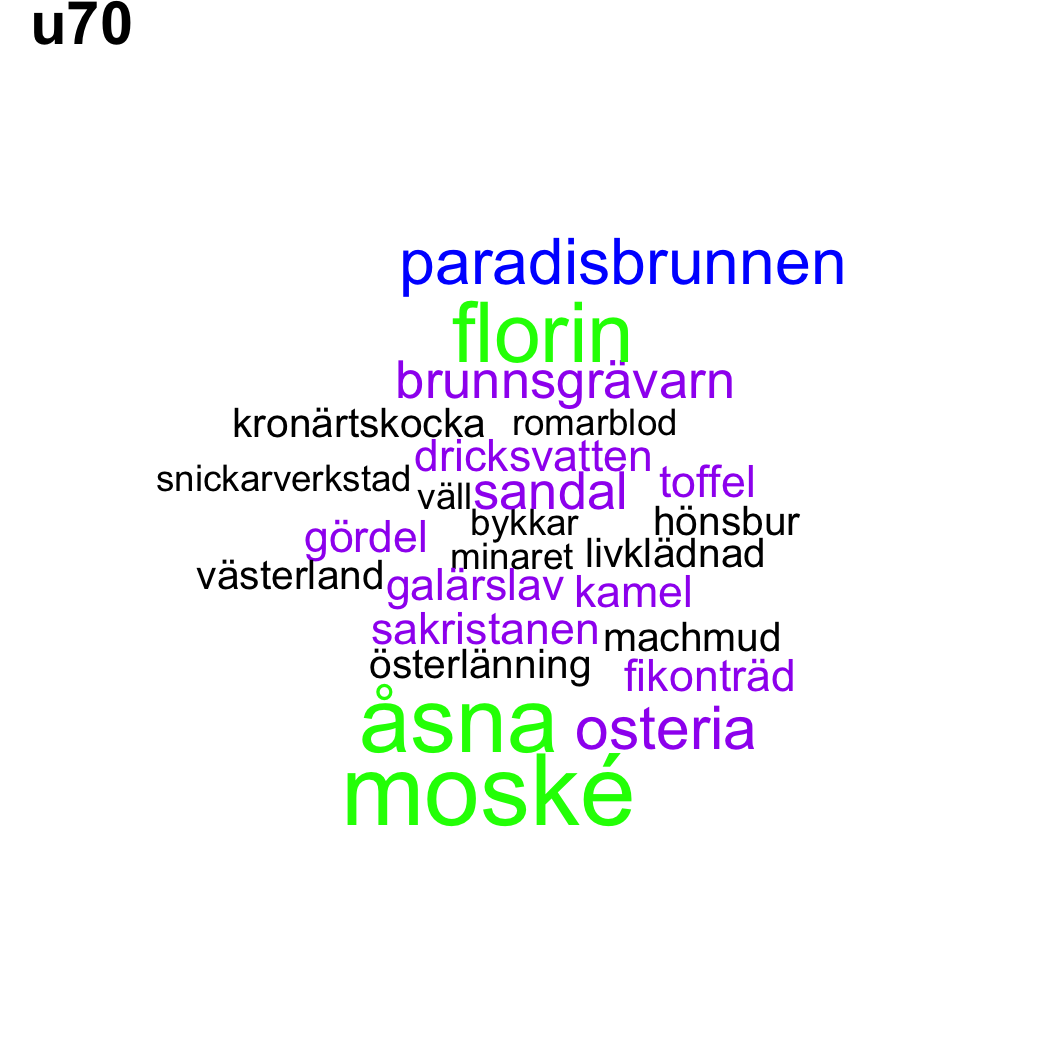 u70
paradisbrunnen
florin
brunnsgrävarn
kronärtskocka romarblod
dricksvatten
snickarverkstad toffel
väll sandal
bykkar hönsbur
gördel
minaret livklädnad
västerland galärslav kamel
sakristanen machmud
österlänning fikonträd
åsna osteria
moské